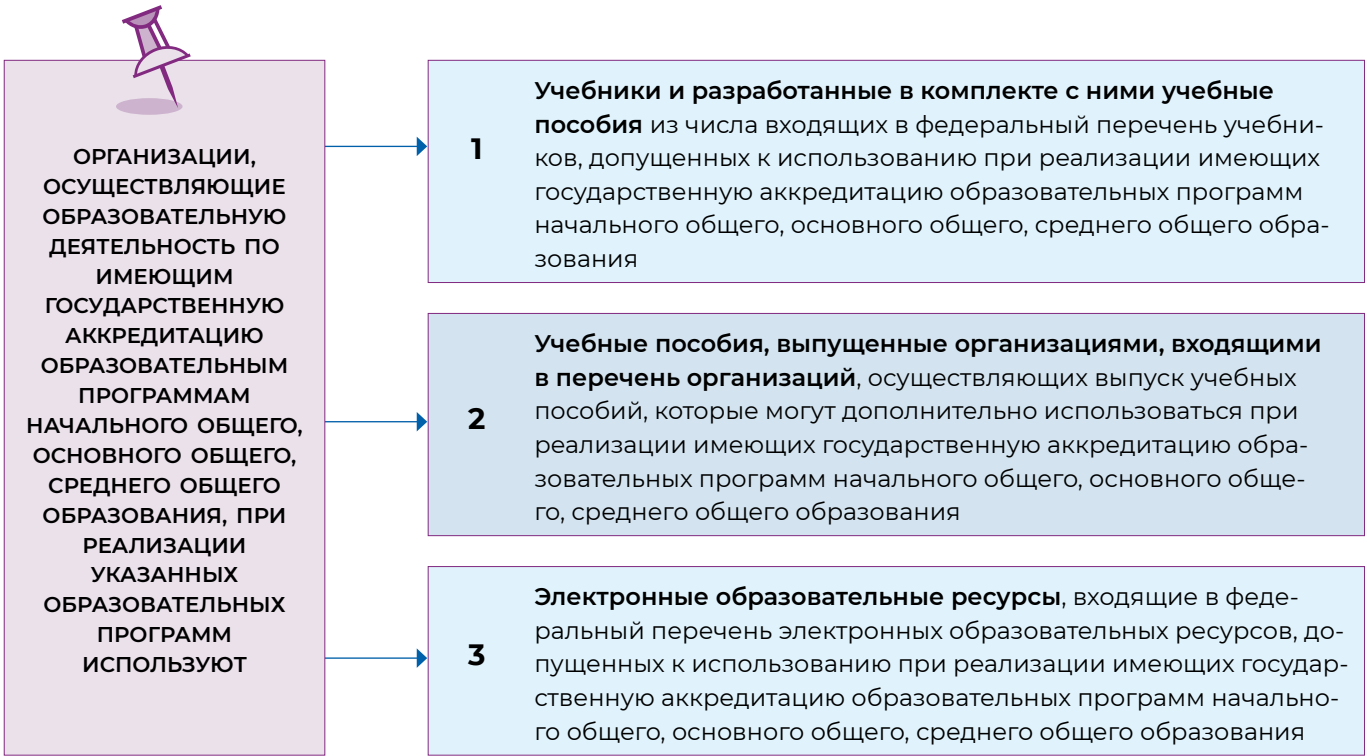 ОРГАНИЗАЦИИ,
ОСУЩЕСТВЛЯЮЩИЕ
ОБРАЗОВАТЕЛЬНУЮ
ДЕЯТЕЛЬНОСТЬ ПО
ИМЕЮЩИМ
ГОСУДАРСТВЕННУЮ
АККРЕДИТАЦИЮ
ОБРАЗОВАТЕЛЬНЫМ
ПРОГРАММАМ
НАЧАЛЬНОГО ОБЩЕГО,
ОСНОВНОГО ОБЩЕГО,
СРЕДНЕГО ОБЩЕГО
ОБРАЗОВАНИЯ, ПРИ
РЕАЛИЗАЦИИ
УКАЗАННЫХ
ОБРАЗОВАТЕЛЬНЫХ
ПРОГРАММ
ИСПОЛЬЗУЮТ
1
Учебники и разработанные в комплекте с ними учебные
пособия из числа входящих в федеральный перечень учебни-
ков, допущенных к использованию при реализации имеющих
государственную аккредитацию образовательных программ
начального общего, основного общего, среднего общего обра-
зования
2
Учебные пособия, выпущенные организациями, входящими
в перечень организаций, осуществляющих выпуск учебных
пособий, которые могут дополнительно использоваться при
реализации имеющих государственную аккредитацию обра-
зовательных программ начального общего, основного обще-
го, среднего общего образования
3
Электронные образовательные ресурсы, входящие в феде-
ральный перечень электронных образовательных ресурсов, до-
пущенных к использованию при реализации имеющих государ-
ственную аккредитацию образовательных программ начально-
го общего, основного общего, среднего общего образования